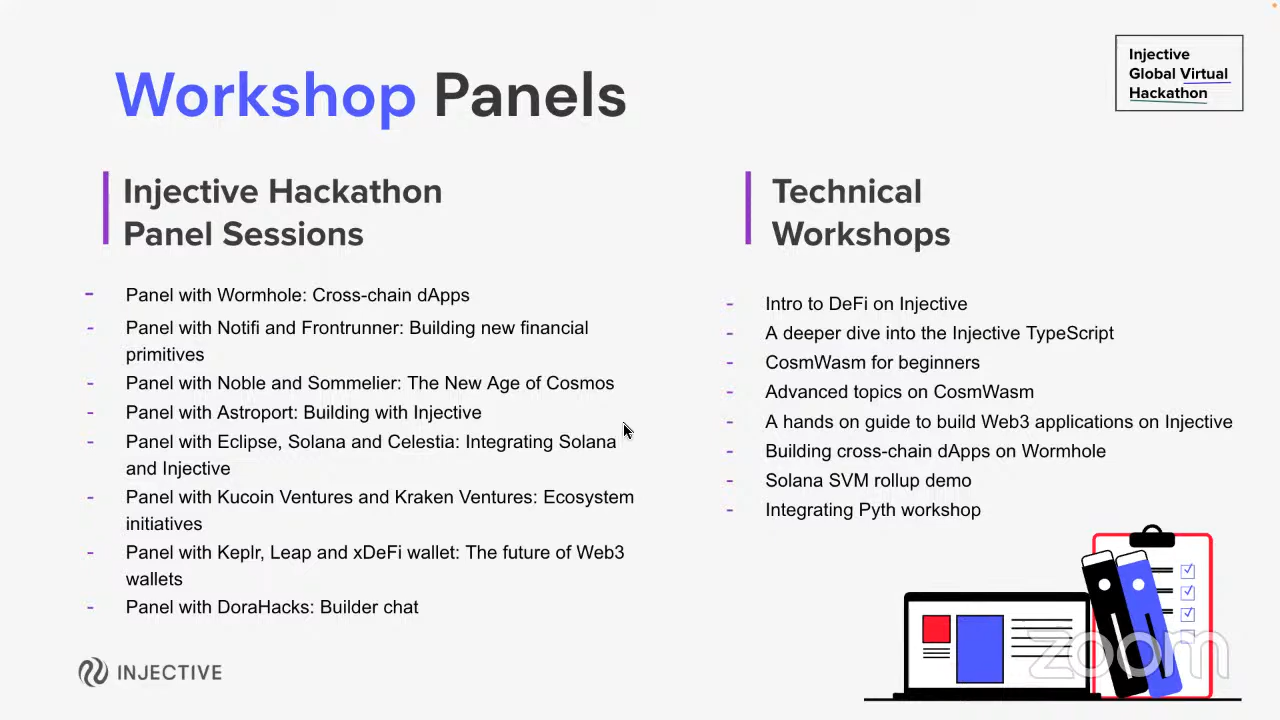 Workshop Panels
Injective
Global Virtual
Hackathon
Injective Hackathon
Panel Sessions
- Panel with Wormhole: Cross-chain dApps
- Panel with Notifi and Frontrunner: Building new financial
primitives
- Panel with Noble and Sommelier: The New Age of Cosmos
- Panel with Astroport: Building with Injective
- Panel with Eclipse, Solana and Celestia: Integrating Solana
and Injective
- Panel with Kucoin Ventures and Kraken Ventures: Ecosystem
initiatives
- Panel with Keplr, Leap and xDeFi wallet: The future of Web3
wallets
- Panel with DoraHacks: Builder chat
Technical
Workshops
- Intro to DeFi on Injective
- A deeper dive into the Injective TypeScript
- CosmWasm for beginners
- Advanced topics on CosmWasm
- A hands on guide to build Web3 applications on Injective
- Building cross-chain dApps on Wormhole
- Solana SVM rollup demo
- Integrating Pyth workshop
INJECTIVE
zoom